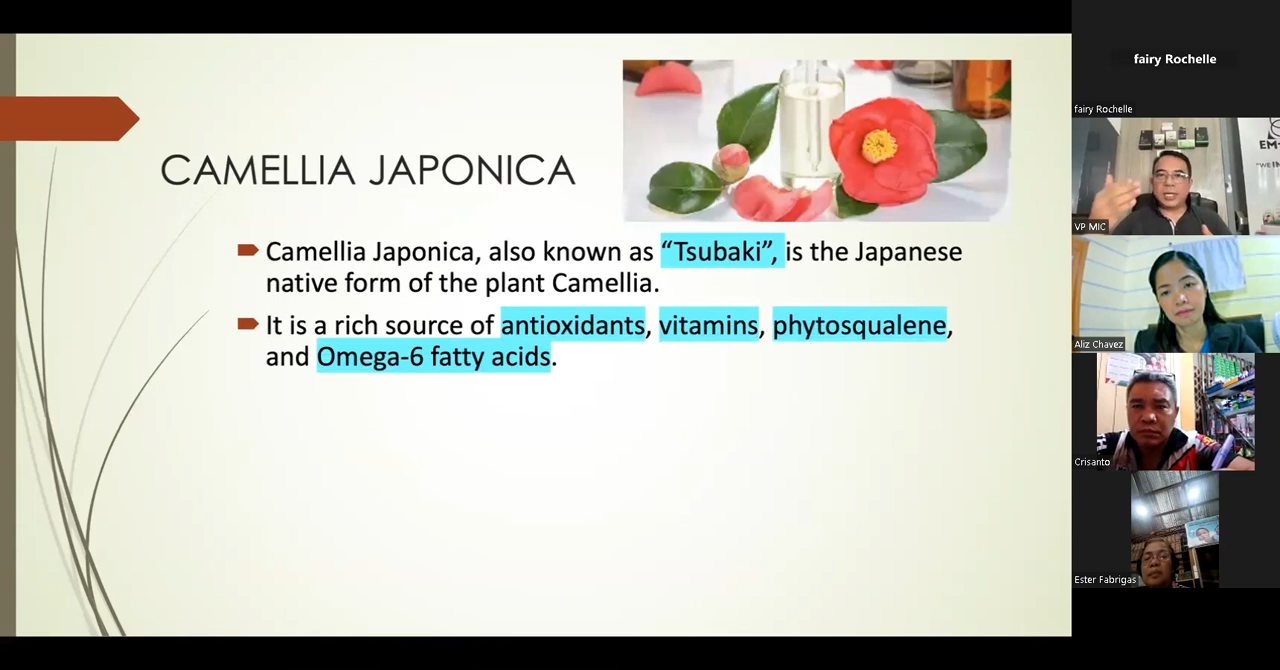 CAMELLIA JAPONICA
Camellia Japonica, also known as “Tsubaki”, is the Japanese
native form of the plant Camellia.
It is a rich source of antioxidants, vitamins, phytosqualene,
and Omega-6 fatty acids.
fairy Rochelle
fairy Rochelle
EM-
VP MIC
Aliz Chavez
Crisanto
Ester Fabrigas